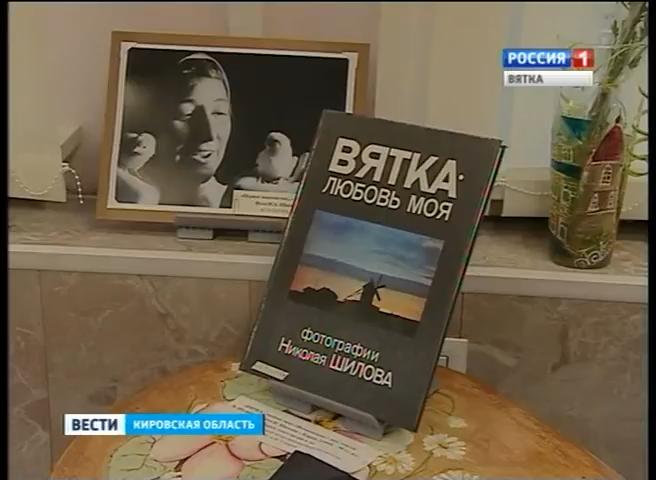 РОССИЯ 1
ВЯТКА
ВЯТКА·
ЛЮБОВЬ МОЯ
фотографии
Николая ШИЛОВА
ВЕСТИ КИРОВСКАЯ ОБЛАСТЬ